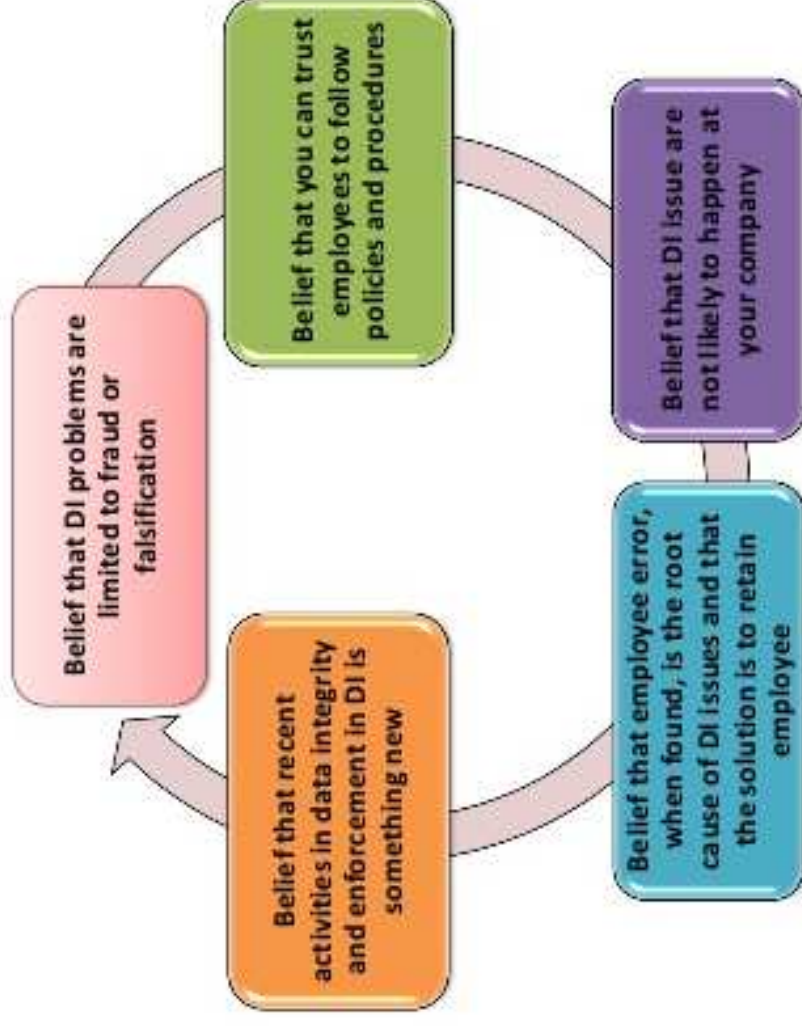 Belief that DI problems are
limited to fraud or
falsification
Belief that you can trust
employees to follow
policies and procedures
Belief that DI issue are
not likely to happen at
your company
Belief that employee error,
when found, is the root
cause of DI issues and that
the solution is to retain
employee
Belief that recent
activities in data integrity
and enforcement in DI is
something new